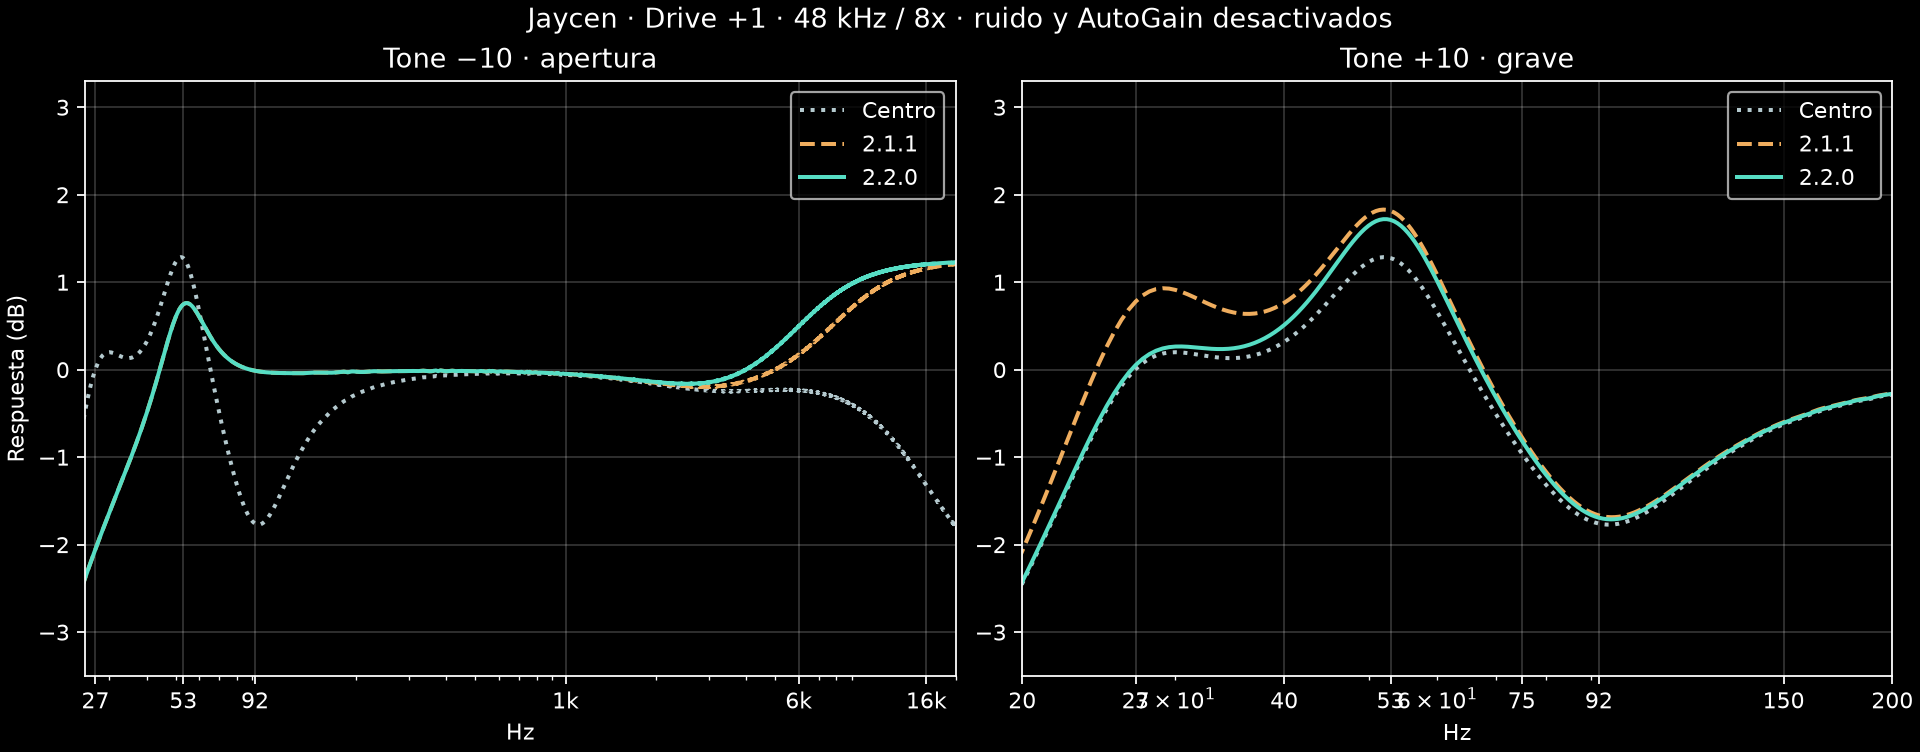 Jaycen · Drive +1 · 48 kHz / 8x · ruido y AutoGain desactivados
Tone −10 · apertura
Respuesta (dB)
3
2
1
0
−1
−2
−3
Centro
2.1.1
2.2.0
27 53 92 1k 6k 16k
Hz
Tone +10 · grave
3
2
1
0
−1
−2
−3
Centro
2.1.1
2.2.0
20 27 3 × 10¹ 40 53 6 × 10¹ 75 92 150 200
Hz